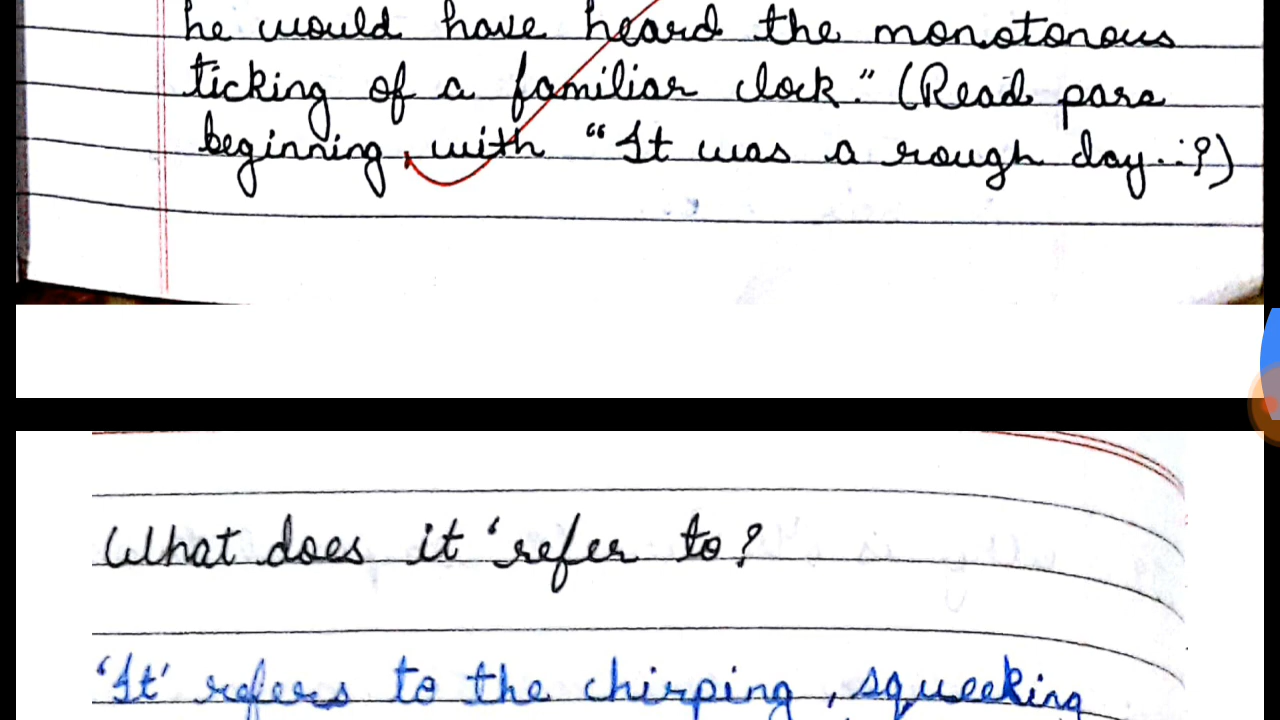 he would have heard the monotonous
ticking of a familiar clock." (Read para
beginning with "It was a rough day...?)
What does it 'refer to?
'It' refers to the chirping, squeeking